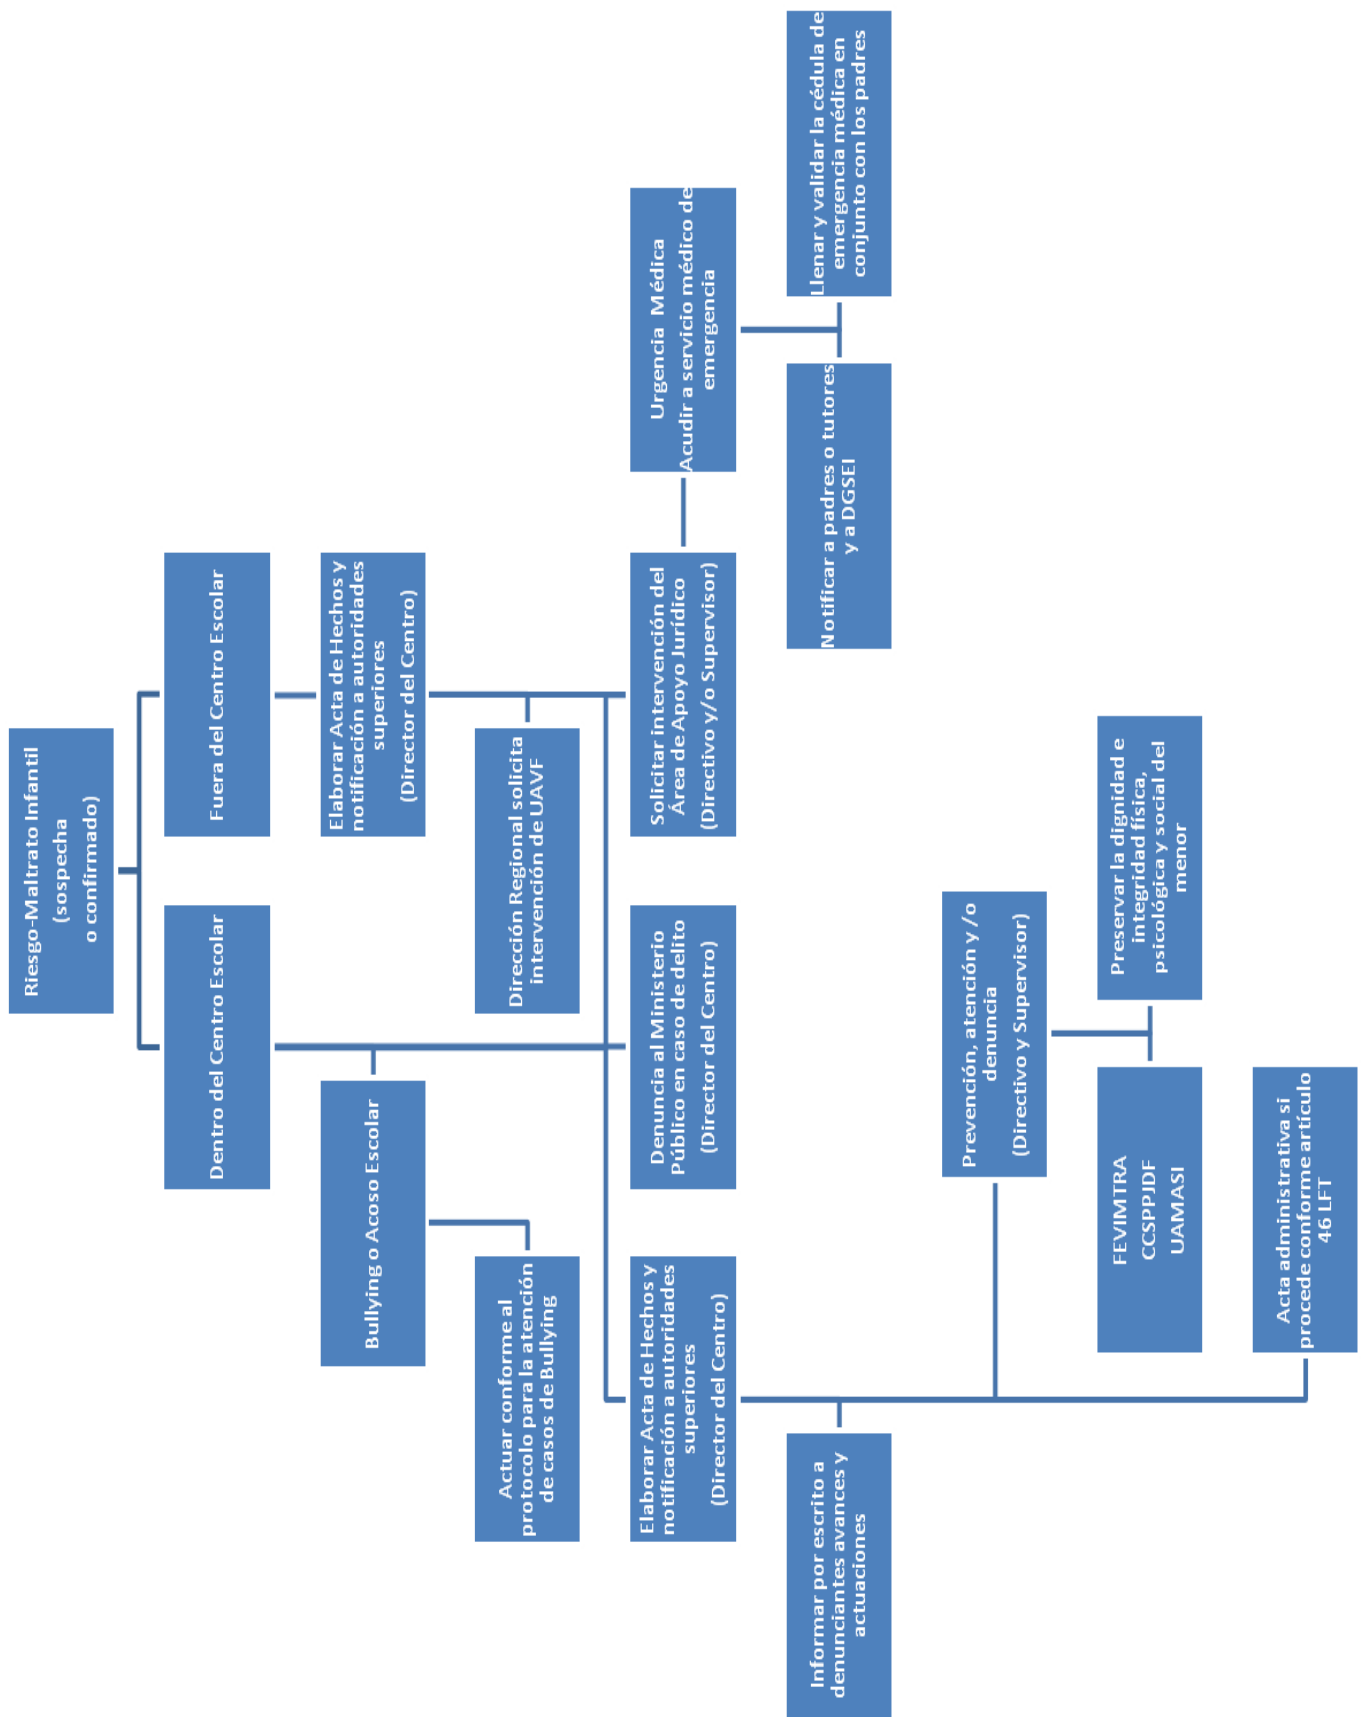 Riesgo-Maltrato Infantil
(sospecha
o confirmado)
Dentro del Centro Escolar
Fuera del Centro Escolar
Bullying o Acoso Escolar
Elaborar Acta de Hechos y
notificación a autoridades
superiores
(Director del Centro)
Actuar conforme al
protocolo para la atención
de casos de Bullying
Dirección Regional solicita
intervención de UAVF
Elaborar Acta de Hechos y
notificación a autoridades
superiores
(Director del Centro)
Denuncia al Ministerio
Público en caso de delito
(Director del Centro)
Solicitar intervención del
Área de Apoyo Jurídico
(Directivo y/o Supervisor)
Urgencia Médica
Acudir a servicio médico de
emergencia
Informar por escrito a
denunciantes avances y
actuaciones
Notificar a padres o tutores
y a DGSEI
Llenar y validar la cédula de
emergencia médica en
conjunto con los padres
Prevención, atención y /o
denuncia
(Directivo y Supervisor)
FEVIMTRA
CCSPPJDF
UAMASI
Preservar la dignidad e
integridad física,
psicológica y social del
menor
Acta administrativa si
procede conforme artículo
46 LFT